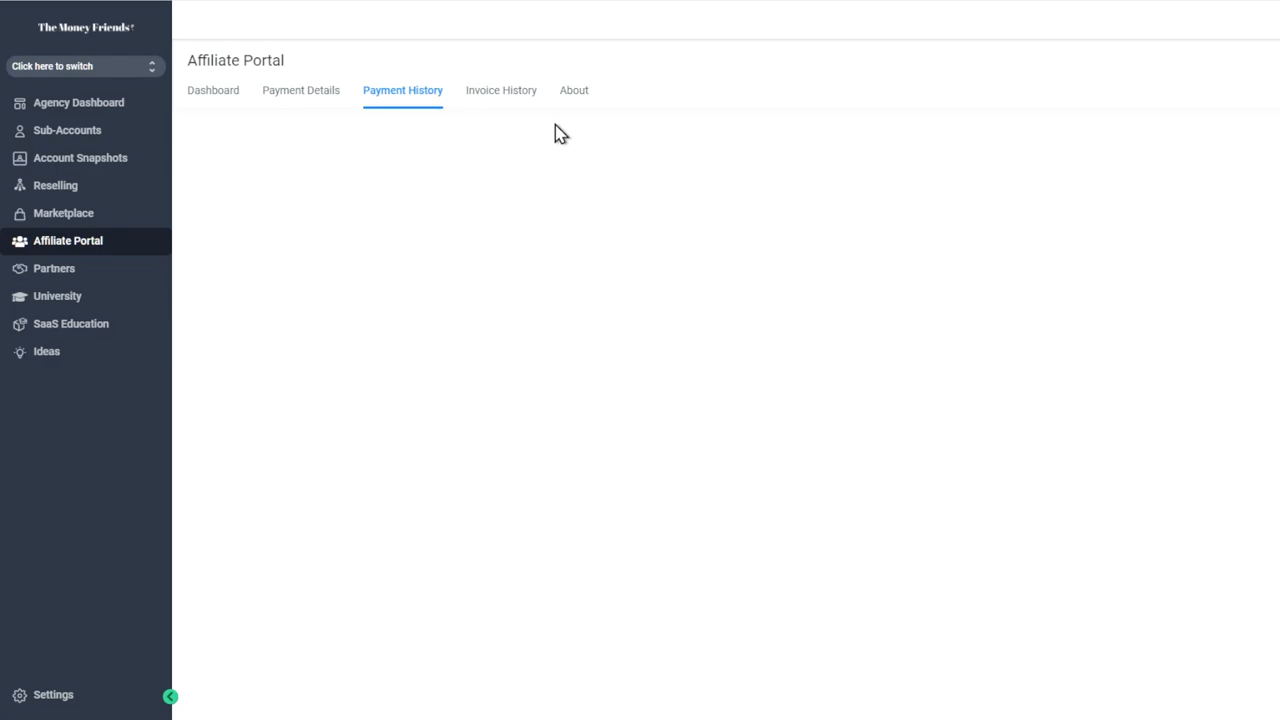 The Money Friends
Click here to switch
Agency Dashboard
Sub-Accounts
Account Snapshots
Reselling
Marketplace
Affiliate Portal
Partners
University
SaaS Education
Ideas
Settings
Affiliate Portal
Dashboard Payment Details Payment History Invoice History About